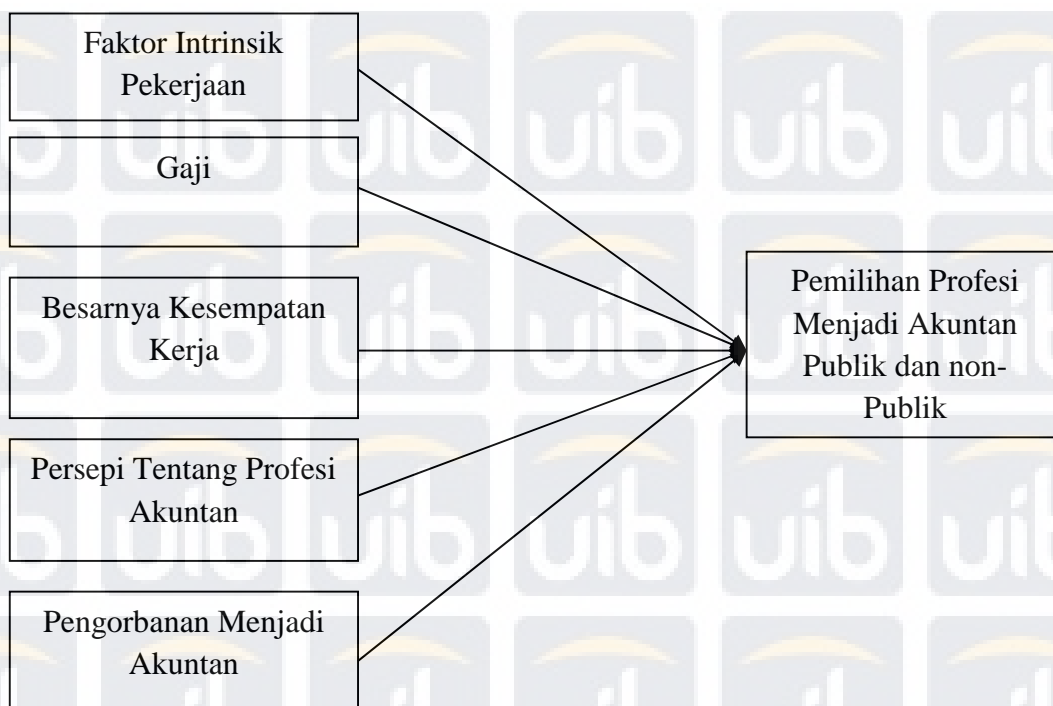 Faktor Intrinsik
Pekerjaan
Gaji
Besarnya Kesempatan
Kerja
Persepi Tentang Profesi
Akuntan
Pengorbanan Menjadi
Akuntan
Pemilihan Profesi
Menjadi Akuntan
Publik dan non-
Publik
uib